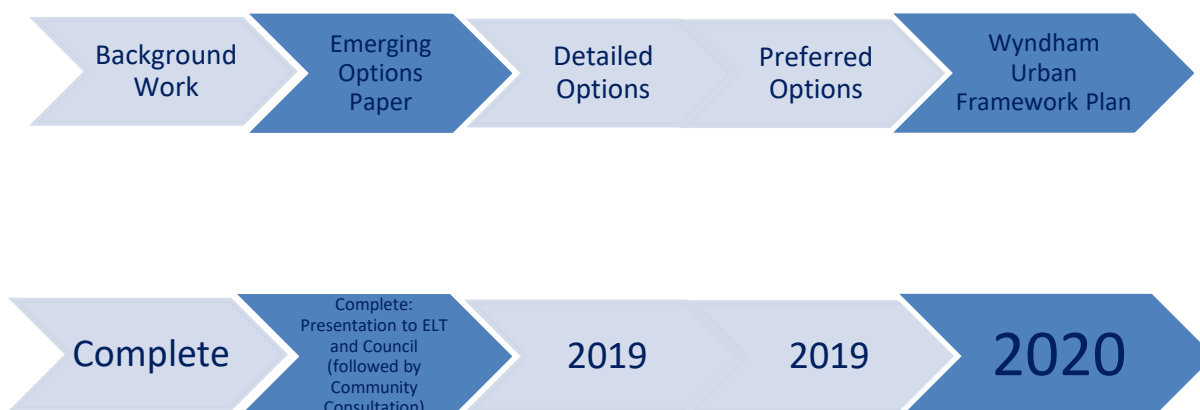 Background
Work
Emerging
Options
Paper
Detailed
Options
Preferred
Options
Wyndham
Urban
Framework Plan
Complete
Complete:
Presentation to ELT
and Council
(followed by
Community
Consultation)
2019
2019
2020